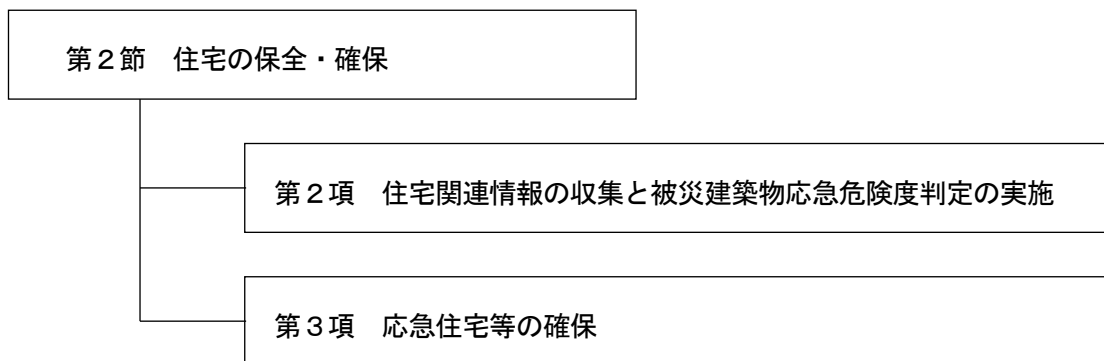 第２節　住宅の保全・確保
第２項　住宅関連情報の収集と被災建築物応急危険度判定の実施
第３項　応急住宅等の確保